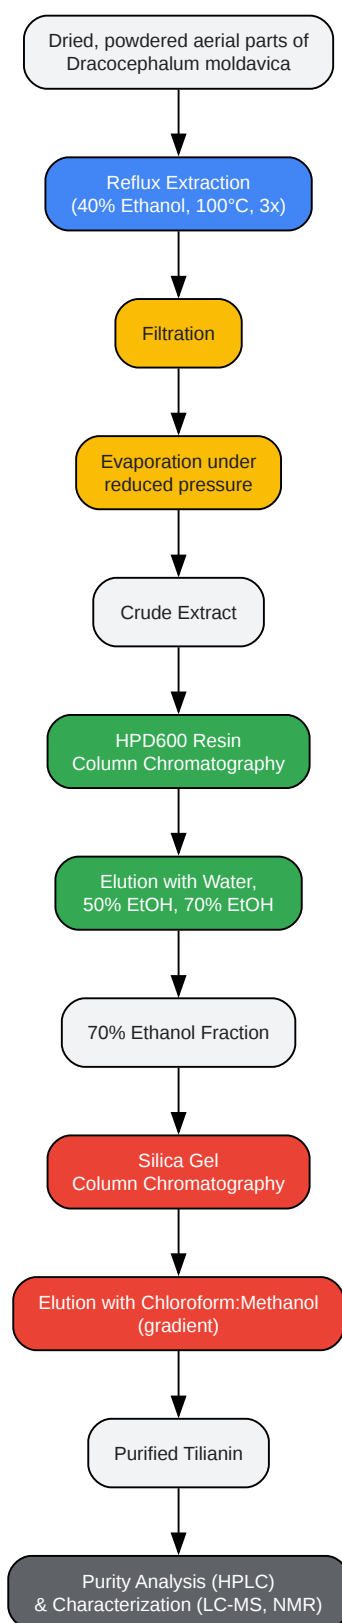 Dried, powdered aerial parts of
Dracocephalum moldavica
Reflux Extraction
(40% Ethanol, 100°C, 3x)
Filtration
Evaporation under
reduced pressure
Crude Extract
HPD600 Resin
Column Chromatography
Elution with Water,
50% EtOH, 70% EtOH
70% Ethanol Fraction
Silica Gel
Column Chromatography
Elution with Chloroform:Methanol
(gradient)
Purified Tilianin
Purity Analysis (HPLC)
& Characterization (LC-MS, NMR)